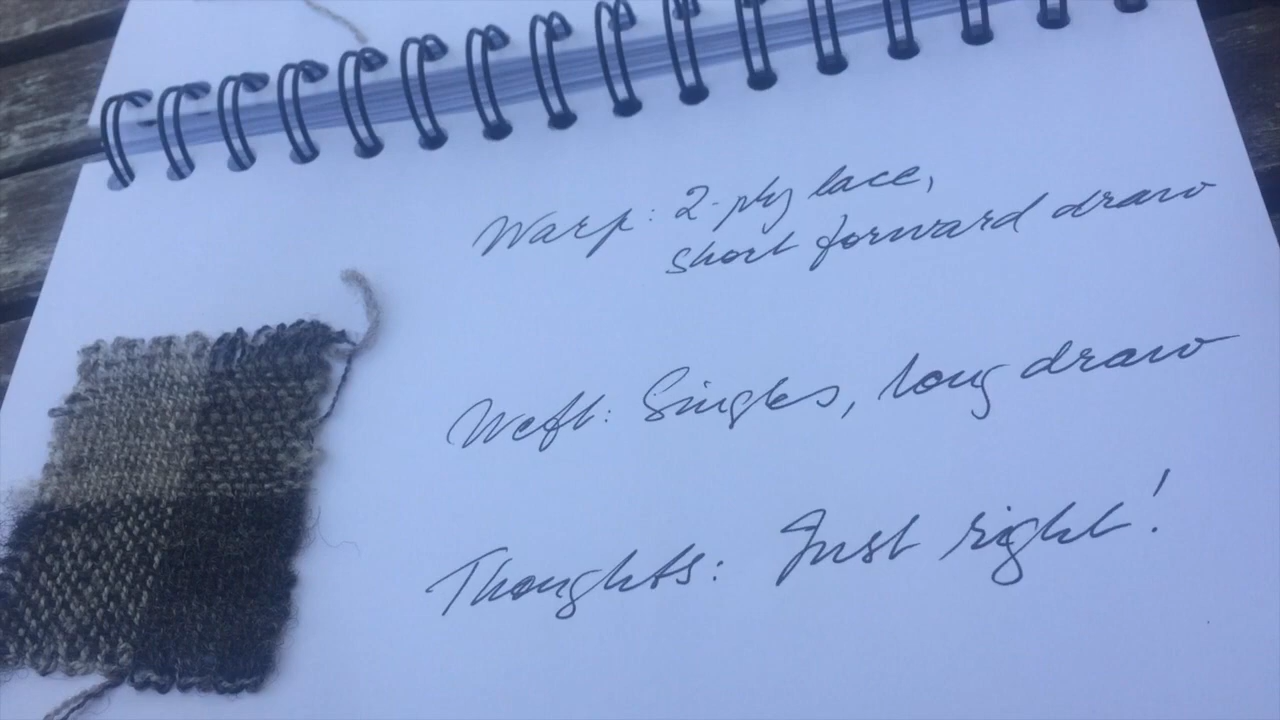 Warp: 2-ply lace,
short forward draw
Weft: Singles, long draw
Thoughts: Just right!